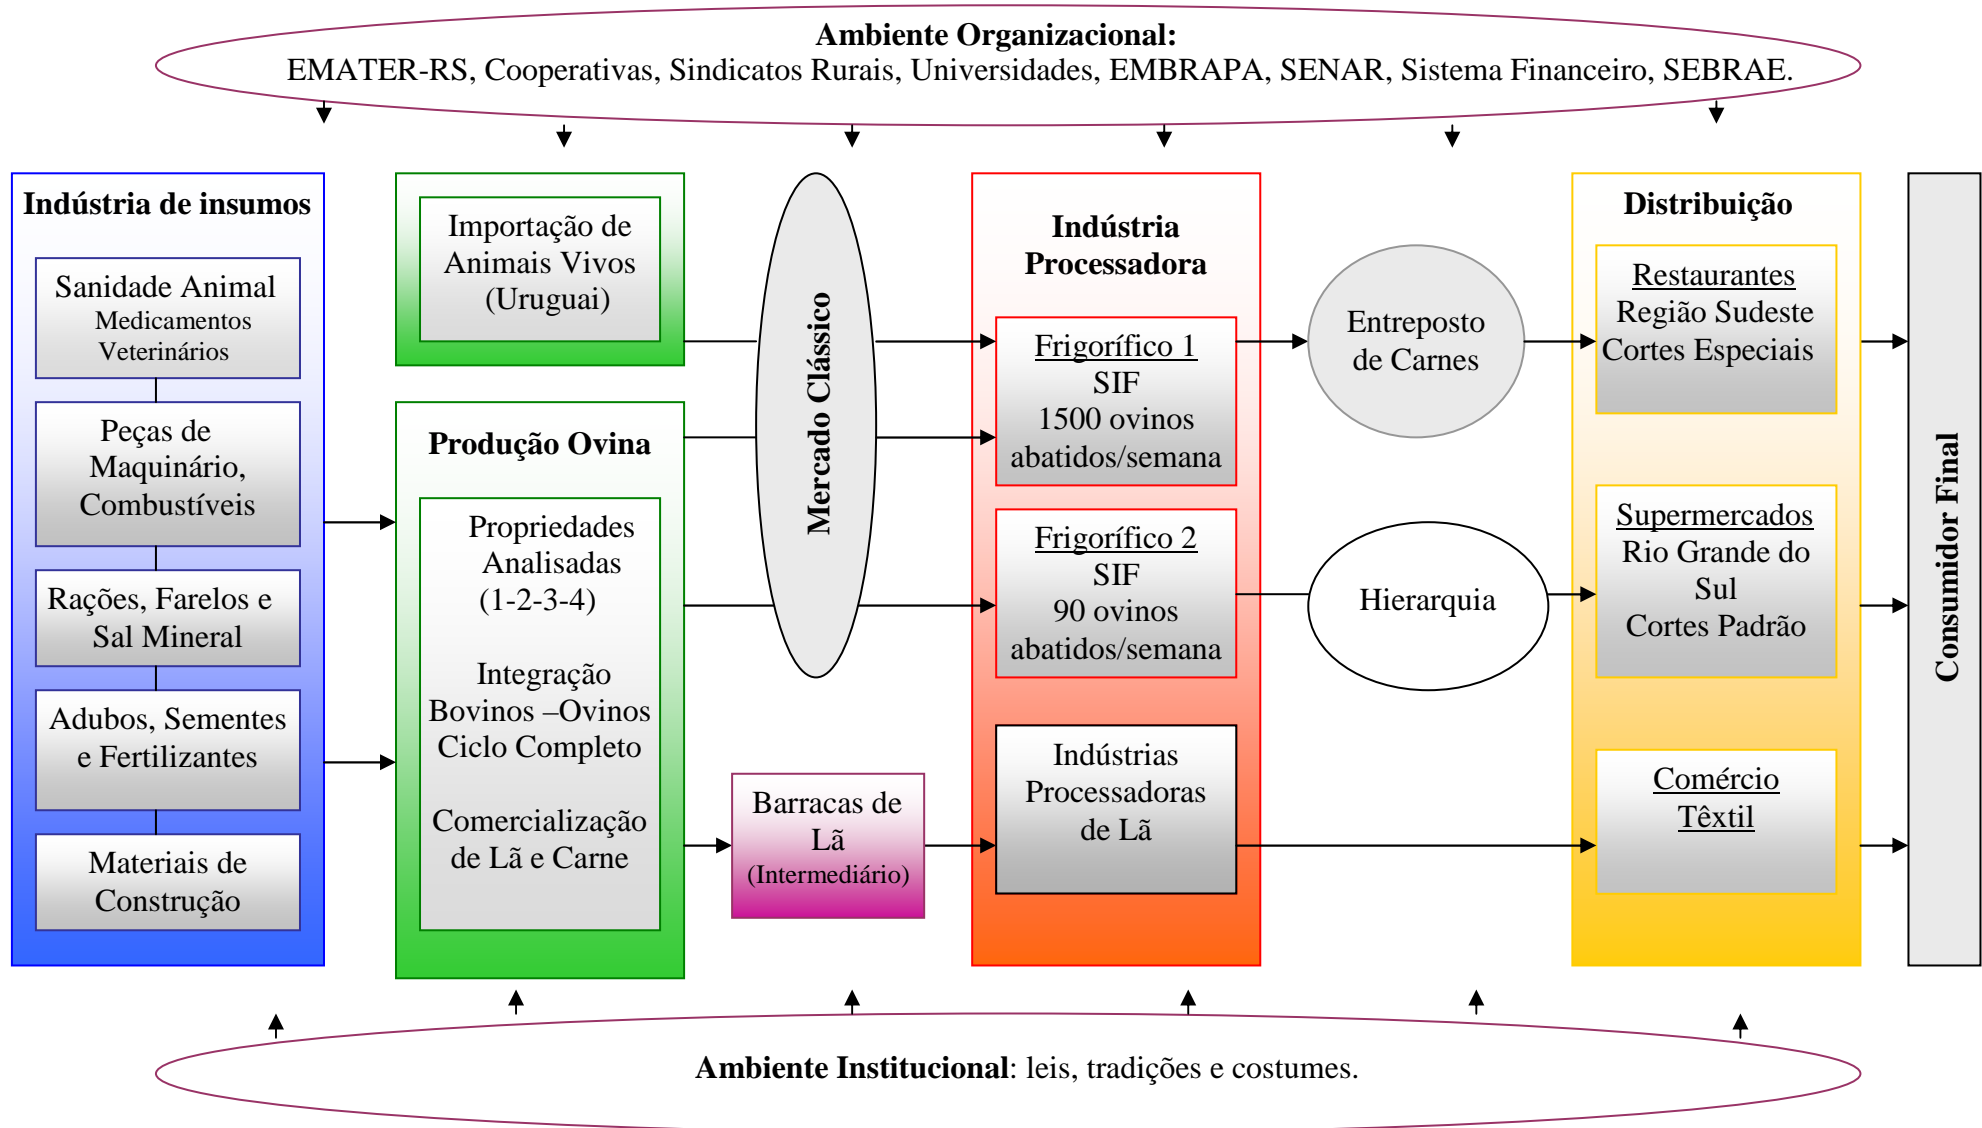 Ambiente Organizacional:
EMATER-RS, Cooperativas, Sindicatos Rurais, Universidades, EMBRAPA, SENAR, Sistema Financeiro, SEBRAE.
Indústria de insumos
Sanidade Animal
Medicamentos
Veterinários
Peças de
Maquinário,
Combustíveis
Rações, Farelos e
Sal Mineral
Adubos, Sementes
e Fertilizantes
Materiais de
Construção
Importação de
Animais Vivos
(Uruguai)
Produção Ovina
Propriedades
Analisadas
(1-2-3-4)
Integração
Bovinos –Ovinos
Ciclo Completo
Comercialização
de Lã e Carne
Mercado Clássico
Barracas de
Lã
(Intermediário)
Indústria
Processadora
Frigorífico 1
SIF
1500 ovinos
abatidos/semana
Frigorífico 2
SIF
90 ovinos
abatidos/semana
Indústrias
Processadoras
de Lã
Entreposto
de Carnes
Hierarquia
Distribuição
Restaurantes
Região Sudeste
Cortes Especiais
Supermercados
Rio Grande do
Sul
Cortes Padrão
Comércio
Têxtil
Consumidor Final
Ambiente Institucional: leis, tradições e costumes.